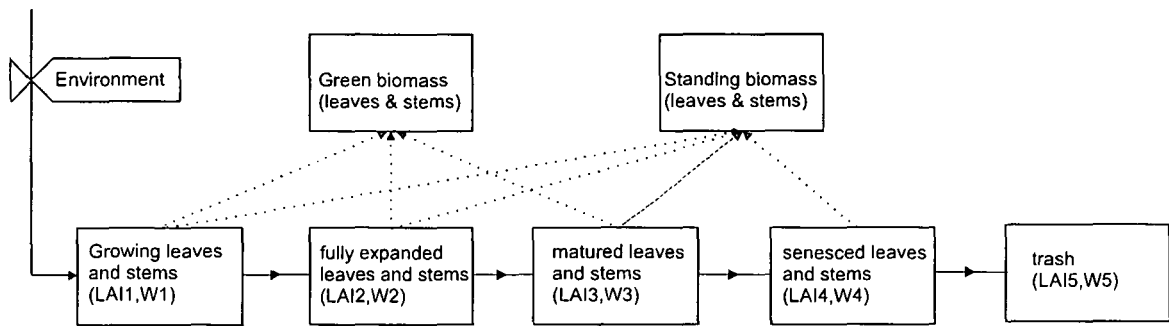 Environment
Green biomass
(leaves & stems)
Standing biomass
(leaves & stems)
Growing leaves
and stems
(LAI1,W1)
fully expanded
leaves and stems
(LAI2,W2)
matured leaves
and stems
(LAI3,W3)
senesced leaves
and stems
(LAI4,W4)
trash
(LAI5,W5)